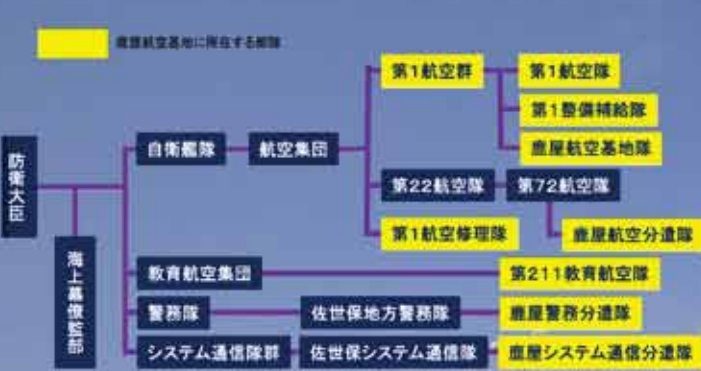 鹿屋航空基地に所在する部隊
防衛大臣
海上幕僚監部
自衛艦隊
航空集団
第1航空群
第1航空隊
第1整備補給隊
鹿屋航空基地隊
第22航空隊
第72航空隊
鹿屋航空分遣隊
第1航空修理隊
教育航空集団
第211教育航空隊
警務隊
佐世保地方警務隊
鹿屋警務分遣隊
システム通信隊群
佐世保システム通信隊
鹿屋システム通信分遣隊